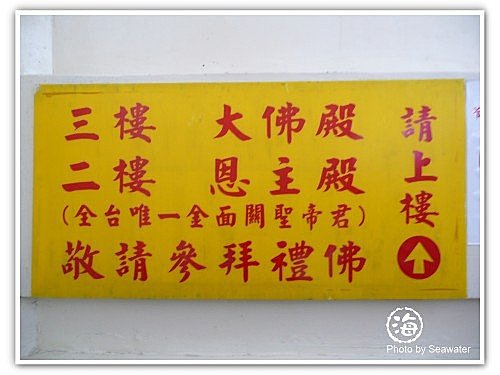 三樓 大佛殿
二樓 恩主殿
(全台唯一全面關聖帝君)
敬請參拜禮佛
請上樓
海
Photo by Seawater